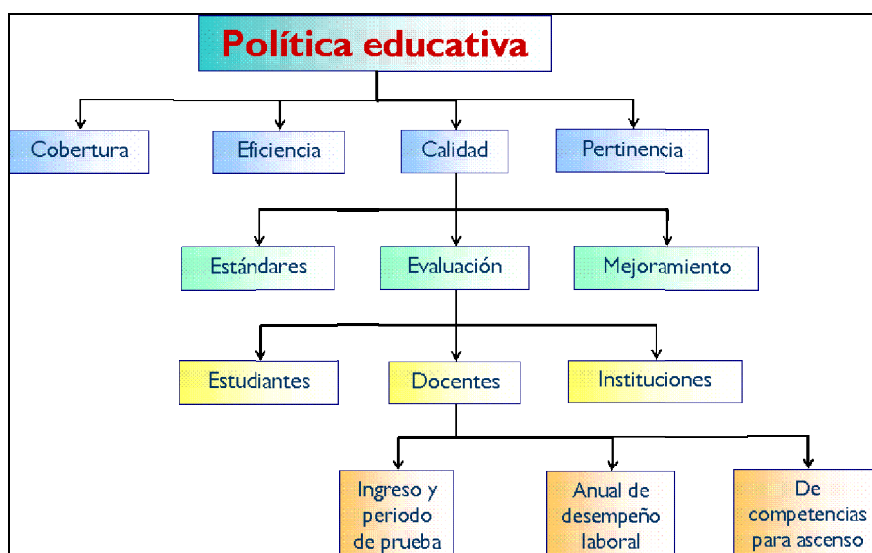 Política educativa
Cobertura
Eficiencia
Calidad
Pertinencia
Estándares
Evaluación
Mejoramiento
Estudiantes
Docentes
Instituciones
Ingreso y
periodo
de prueba
Anual de
desempeño
laboral
De
competencias
para ascenso